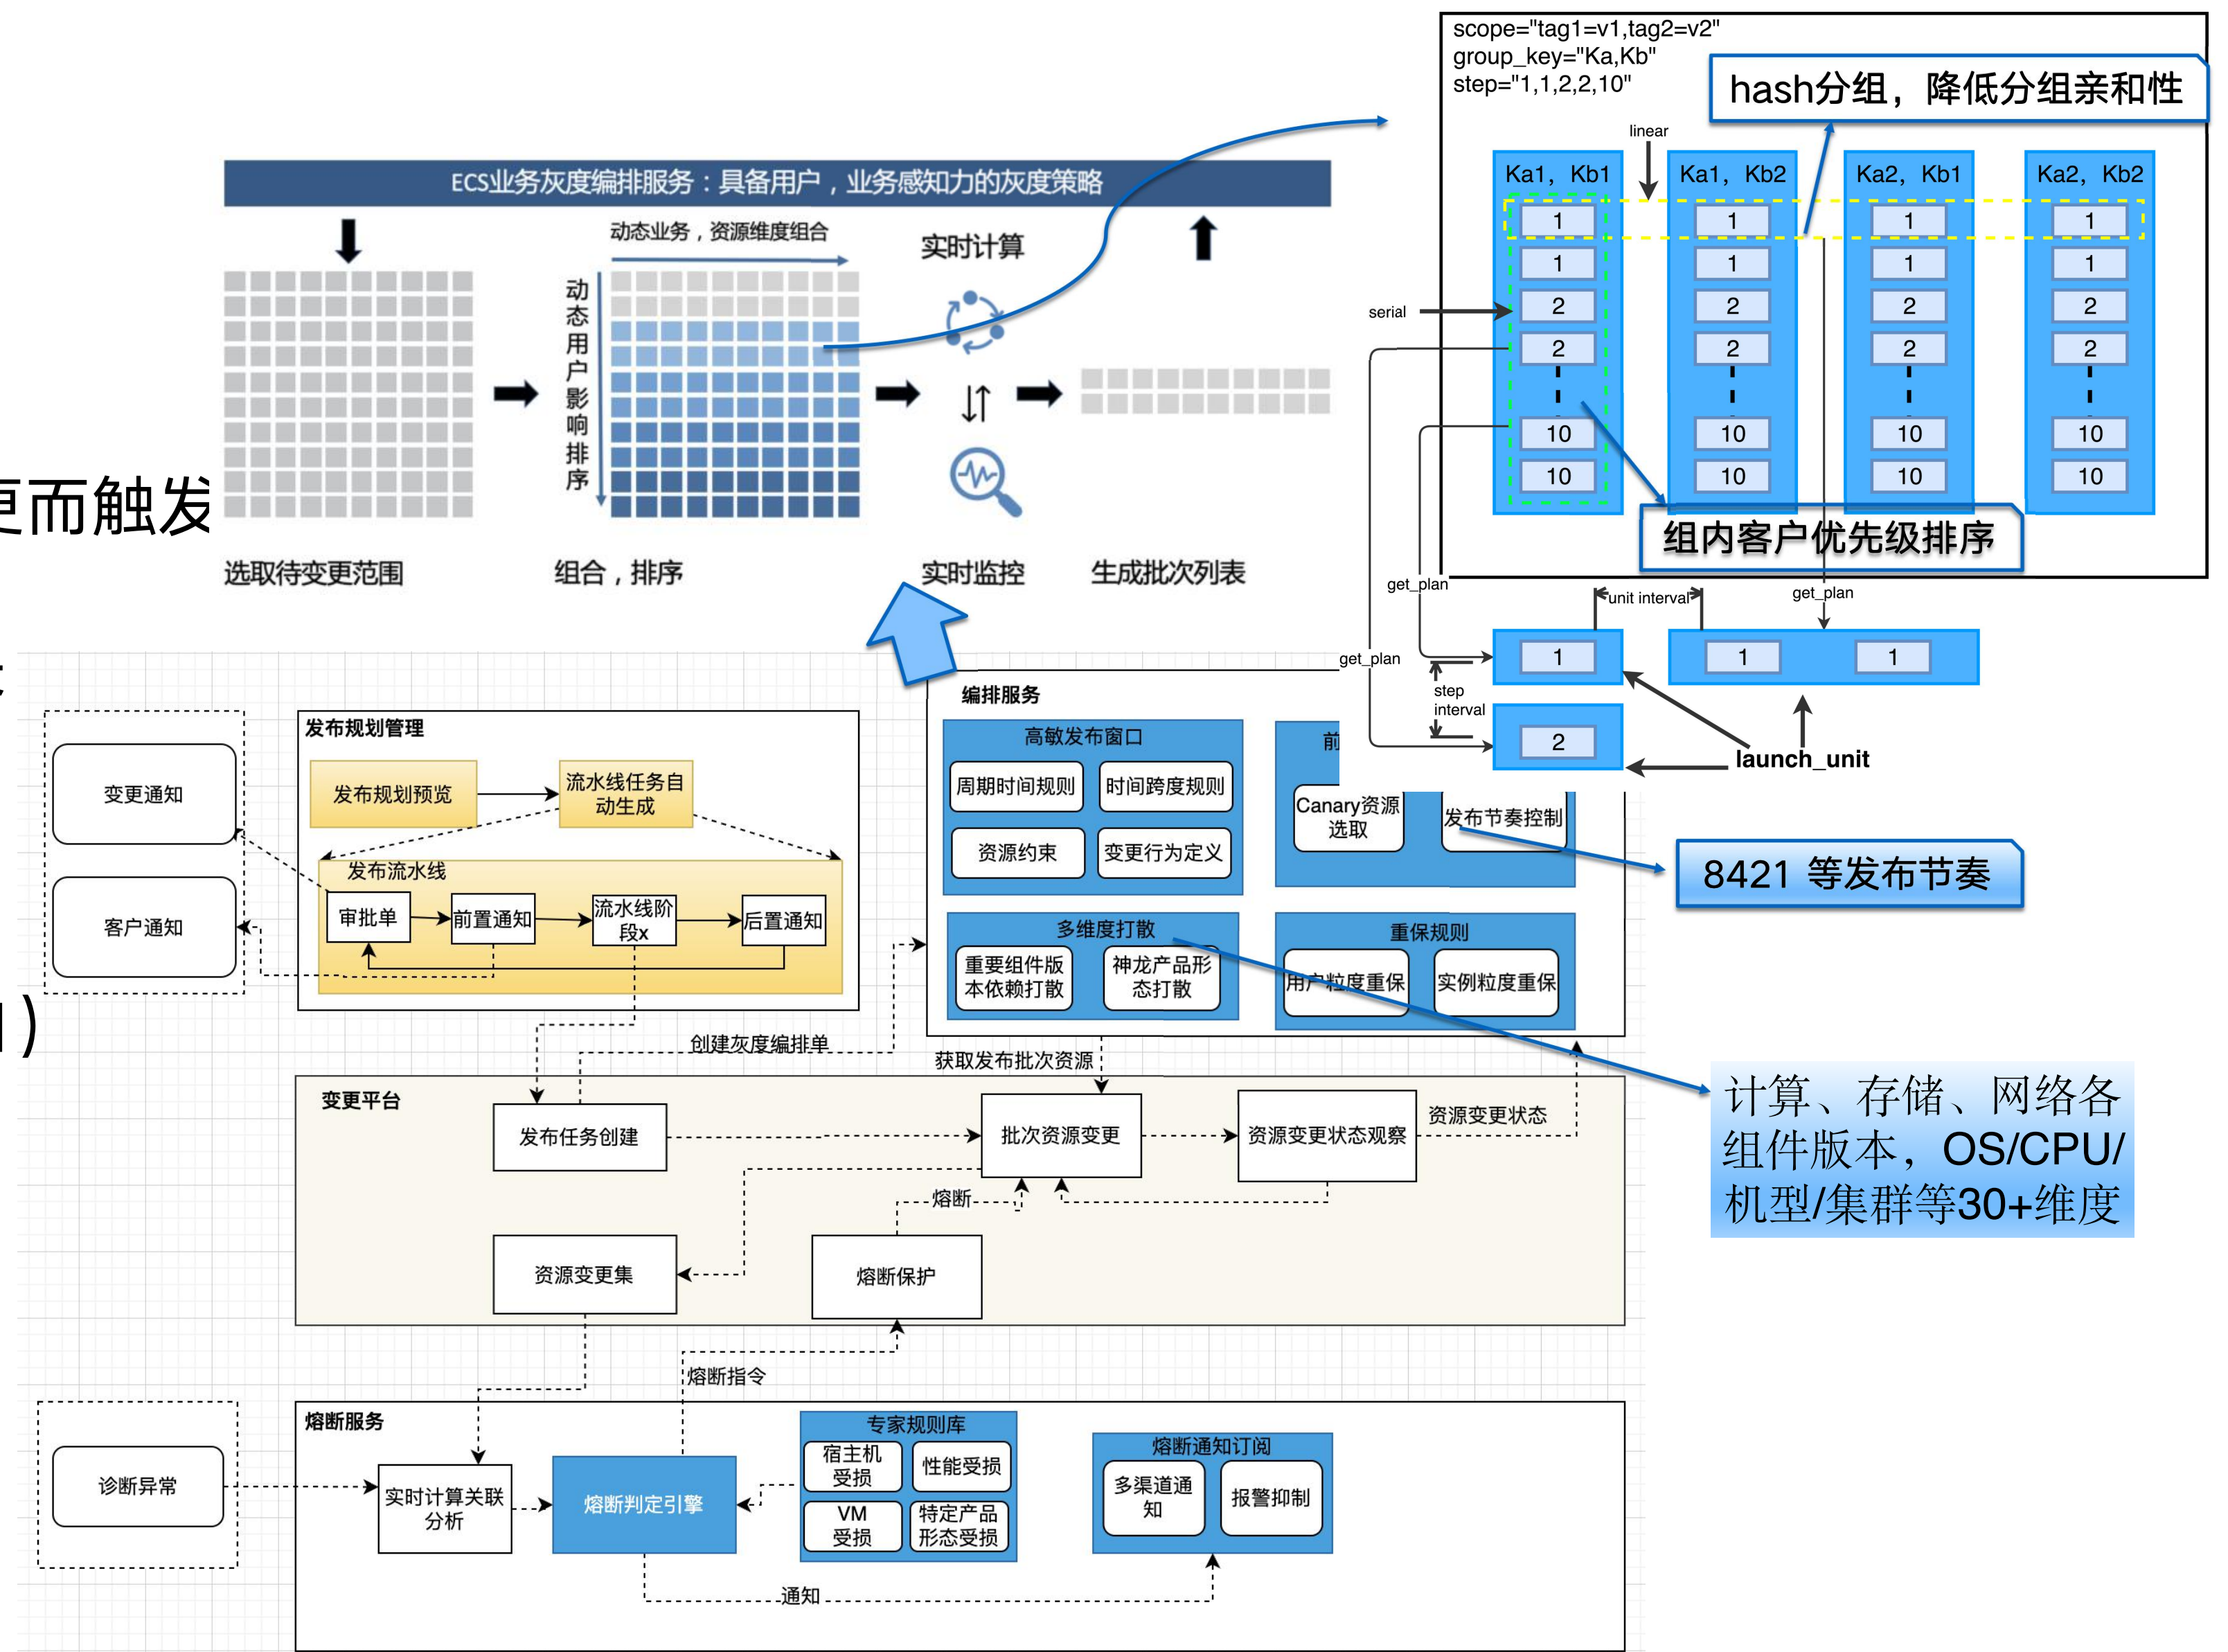 scope="tag1=v1,tag2=v2"
group_key="Ka,Kb"
step="1,1,2,2,10"
hash分组，降低分组亲和性
linear
Ka1，Kb1
Ka1，Kb2
Ka2，Kb1
Ka2，Kb2
1 1 1 1
1 1 1 1
serial
2 2 2 2
2 2 2 2
10 10 10 10
10 10 10 10
组内客户优先级排序
get_plan
unit interval
get_plan
get_plan
1
1
1
step
interval
2
launch_unit
ECS业务灰度编排服务：具备用户，业务感知力的灰度策略
动态业务，资源维度组合
实时计算
动态用户影响排序
选取待变更范围
组合，排序
实时监控
生成批次列表
更而触发
变更通知
客户通知
发布规划管理
发布规划预览
流水线任务自
动生成
发布流水线
审批单
前置通知
流水线阶
段x
后置通知
编排服务
高敏发布窗口
周期时间规则
时间跨度规则
资源约束
变更行为定义
前
Canary资源
选取
发布节奏控制
8421 等发布节奏
多维度打散
重要组件版
本依赖打散
神龙产品形
态打散
重保规则
用户粒度重保
实例粒度重保
计算、存储、网络各
组件版本，OS/CPU/
机型/集群等30+维度
)
创建灰度编排单
获取发布批次资源
变更平台
发布任务创建
批次资源变更
资源变更状态观察
资源变更状态
熔断
资源变更集
熔断保护
熔断指令
熔断服务
诊断异常
实时计算关联
分析
熔断判定引擎
专家规则库
宿主机
受损
性能受损
VM
受损
特定产品
形态受损
熔断通知订阅
多渠道通
知
报警抑制
通知